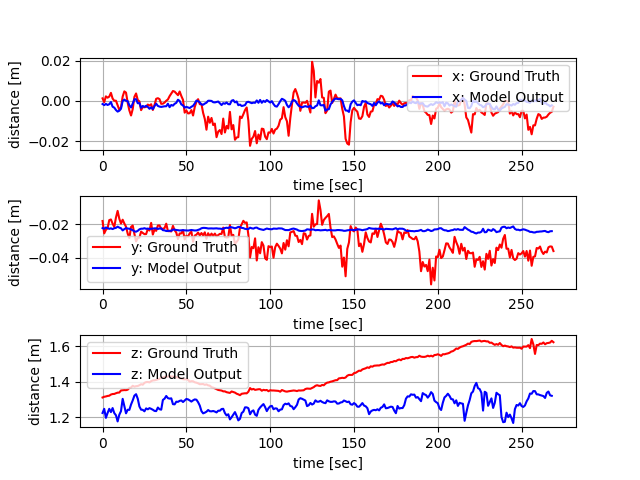 0.02
0.00
−0.02
distance [m]
x: Ground Truth
x: Model Output
0
50
100
150
200
250
time [sec]
−0.02
−0.04
distance [m]
y: Ground Truth
y: Model Output
0
50
100
150
200
250
time [sec]
1.6
1.4
1.2
distance [m]
z: Ground Truth
z: Model Output
0
50
100
150
200
250
time [sec]